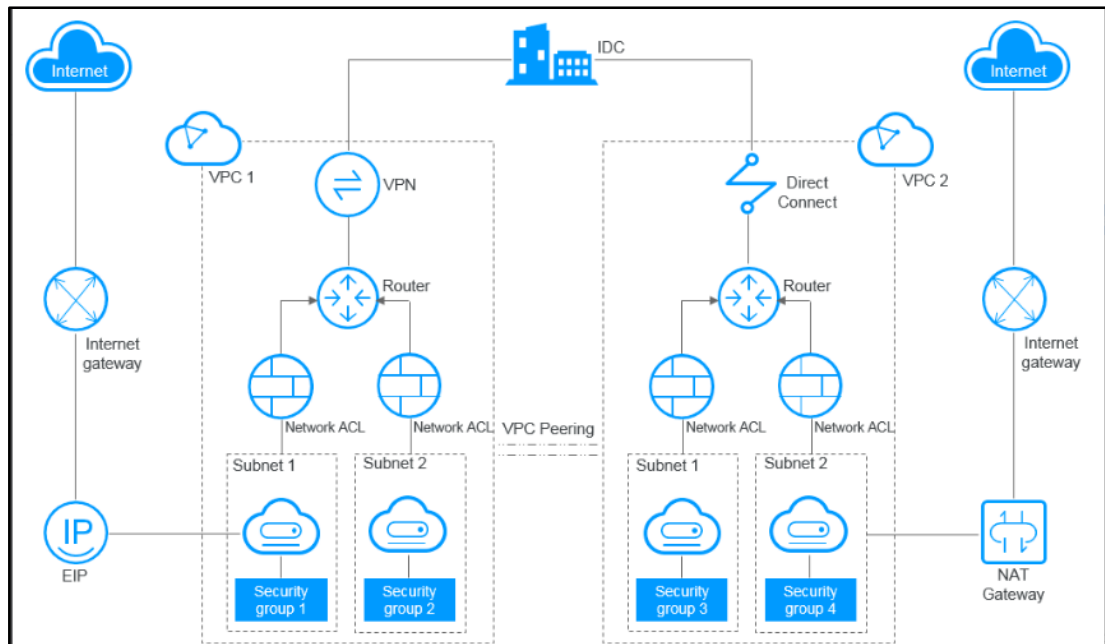 Internet
IDC
Internet
VPC 1
VPN
Direct
Connect
VPC 2
Router
Router
Internet
gateway
Internet
gateway
Network ACL
Network ACL
VPC Peering
Network ACL
Network ACL
Subnet 1
Subnet 2
Subnet 1
Subnet 2
IP
EIP
Security
group 1
Security
group 2
Security
group 3
Security
group 4
NAT
Gateway